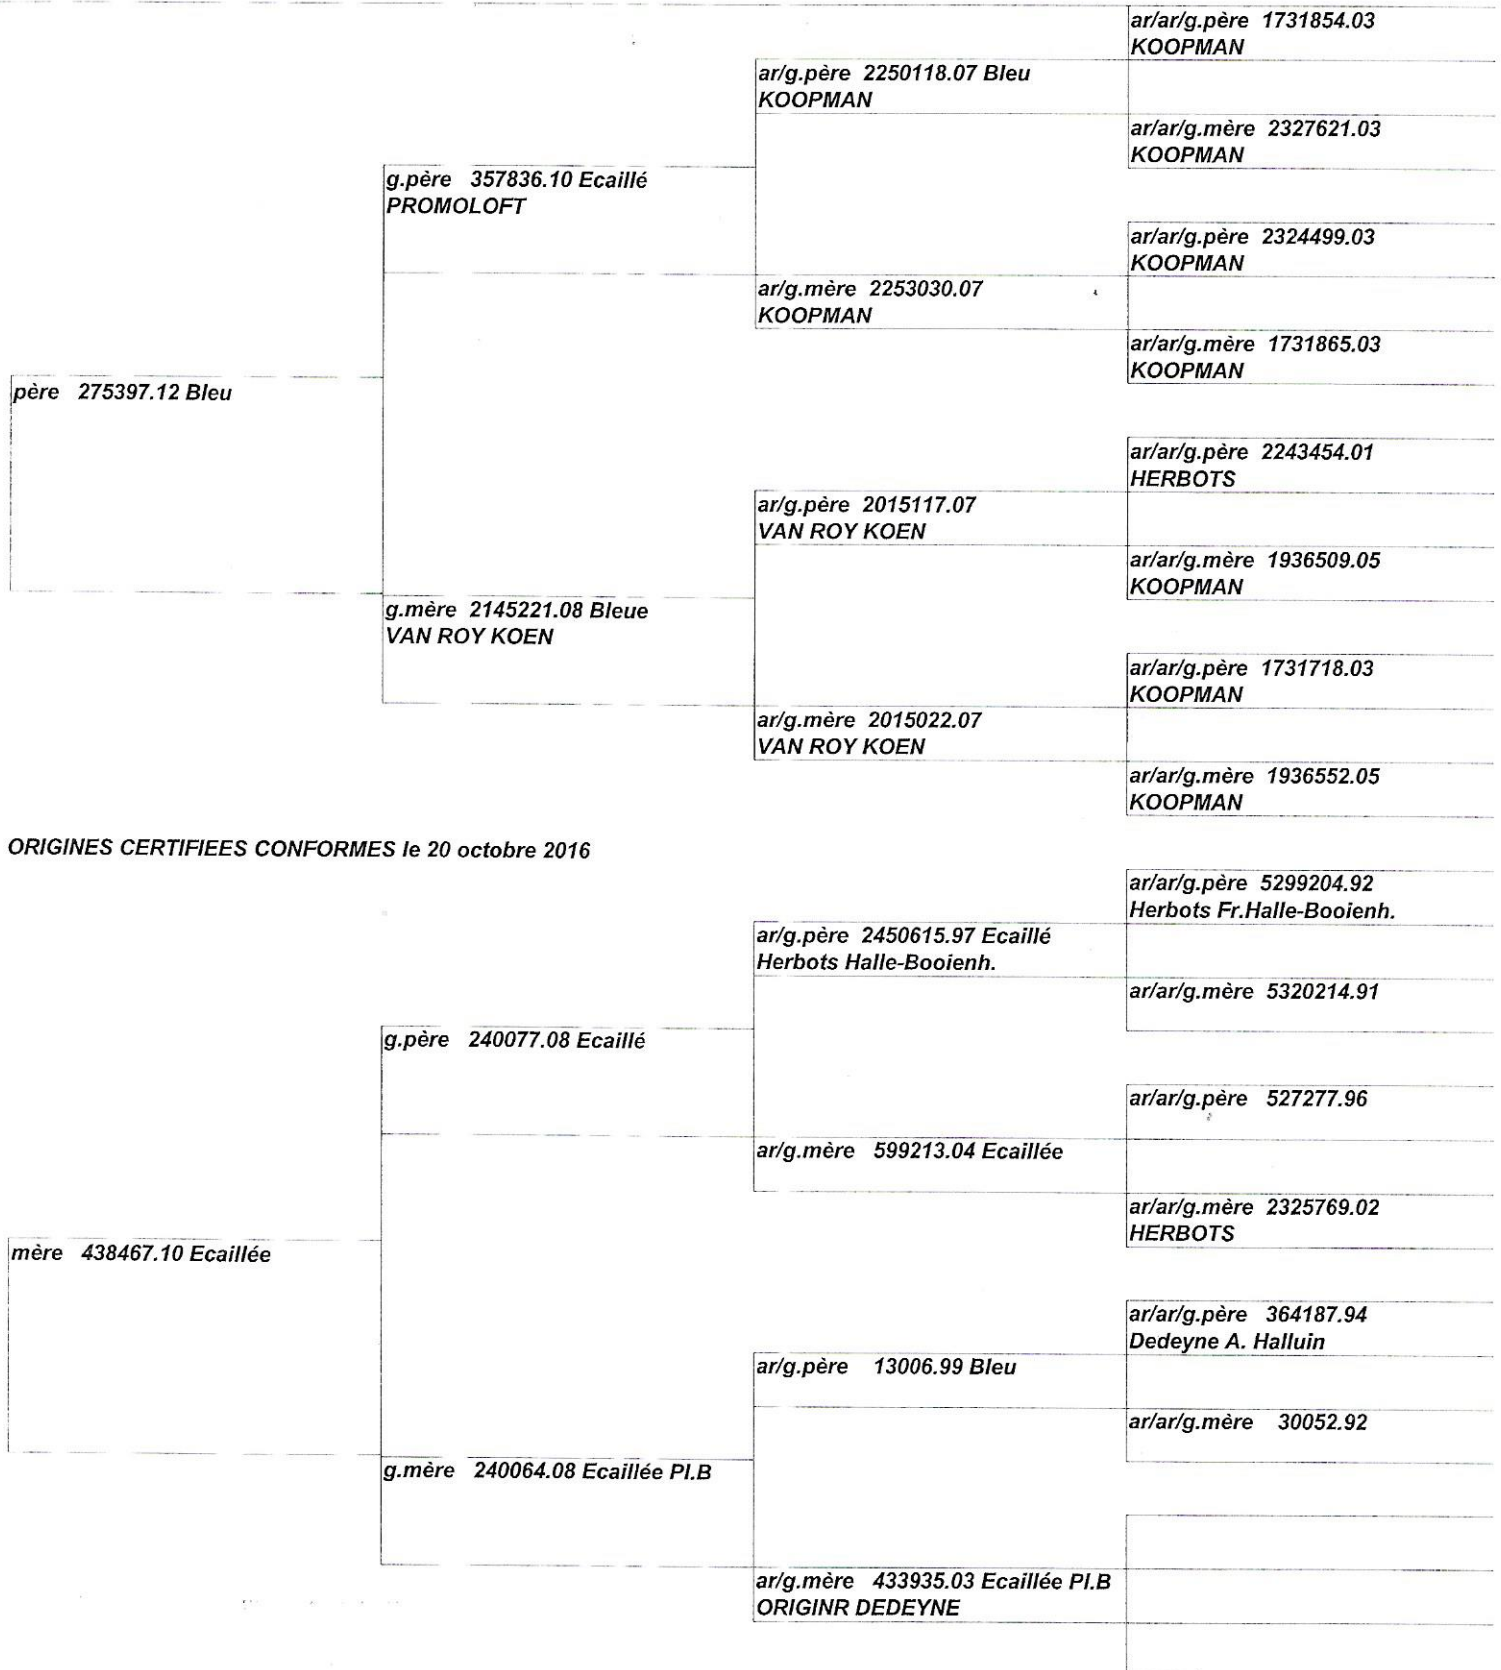 ar/ar/g.père 1731854.03
KOOPMAN
ar/g.père 2250118.07 Bleu
KOOPMAN
ar/ar/g.mère 2327621.03
KOOPMAN
g.père 357836.10 Ecaillé
PROMOLOFT
ar/ar/g.père 2324499.03
KOOPMAN
ar/g.mère 2253030.07
KOOPMAN
ar/ar/g.mère 1731865.03
KOOPMAN
père 275397.12 Bleu
ar/ar/g.père 2243454.01
HERBOTS
ar/g.père 2015117.07
VAN ROY KOEN
ar/ar/g.mère 1936509.05
KOOPMAN
g.mère 2145221.08 Bleue
VAN ROY KOEN
ar/ar/g.père 1731718.03
KOOPMAN
ar/g.mère 2015022.07
VAN ROY KOEN
ar/ar/g.mère 1936552.05
KOOPMAN
ORIGINES CERTIFIEES CONFORMES le 20 octobre 2016
ar/ar/g.père 5299204.92
Herbots Fr.Halle-Booienh.
ar/g.père 2450615.97 Ecaillé
Herbots Halle-Booienh.
ar/ar/g.mère 5320214.91
g.père 240077.08 Ecaillé
ar/ar/g.père 527277.96
ar/g.mère 599213.04 Ecaillée
ar/ar/g.mère 2325769.02
HERBOTS
mère 438467.10 Ecaillée
ar/ar/g.père 364187.94
Dedeyne A. Halluin
ar/g.père 13006.99 Bleu
ar/ar/g.mère 30052.92
g.mère 240064.08 Ecaillée Pl.B
ar/g.mère 433935.03 Ecaillée Pl.B
ORIGINR DEDEYNE